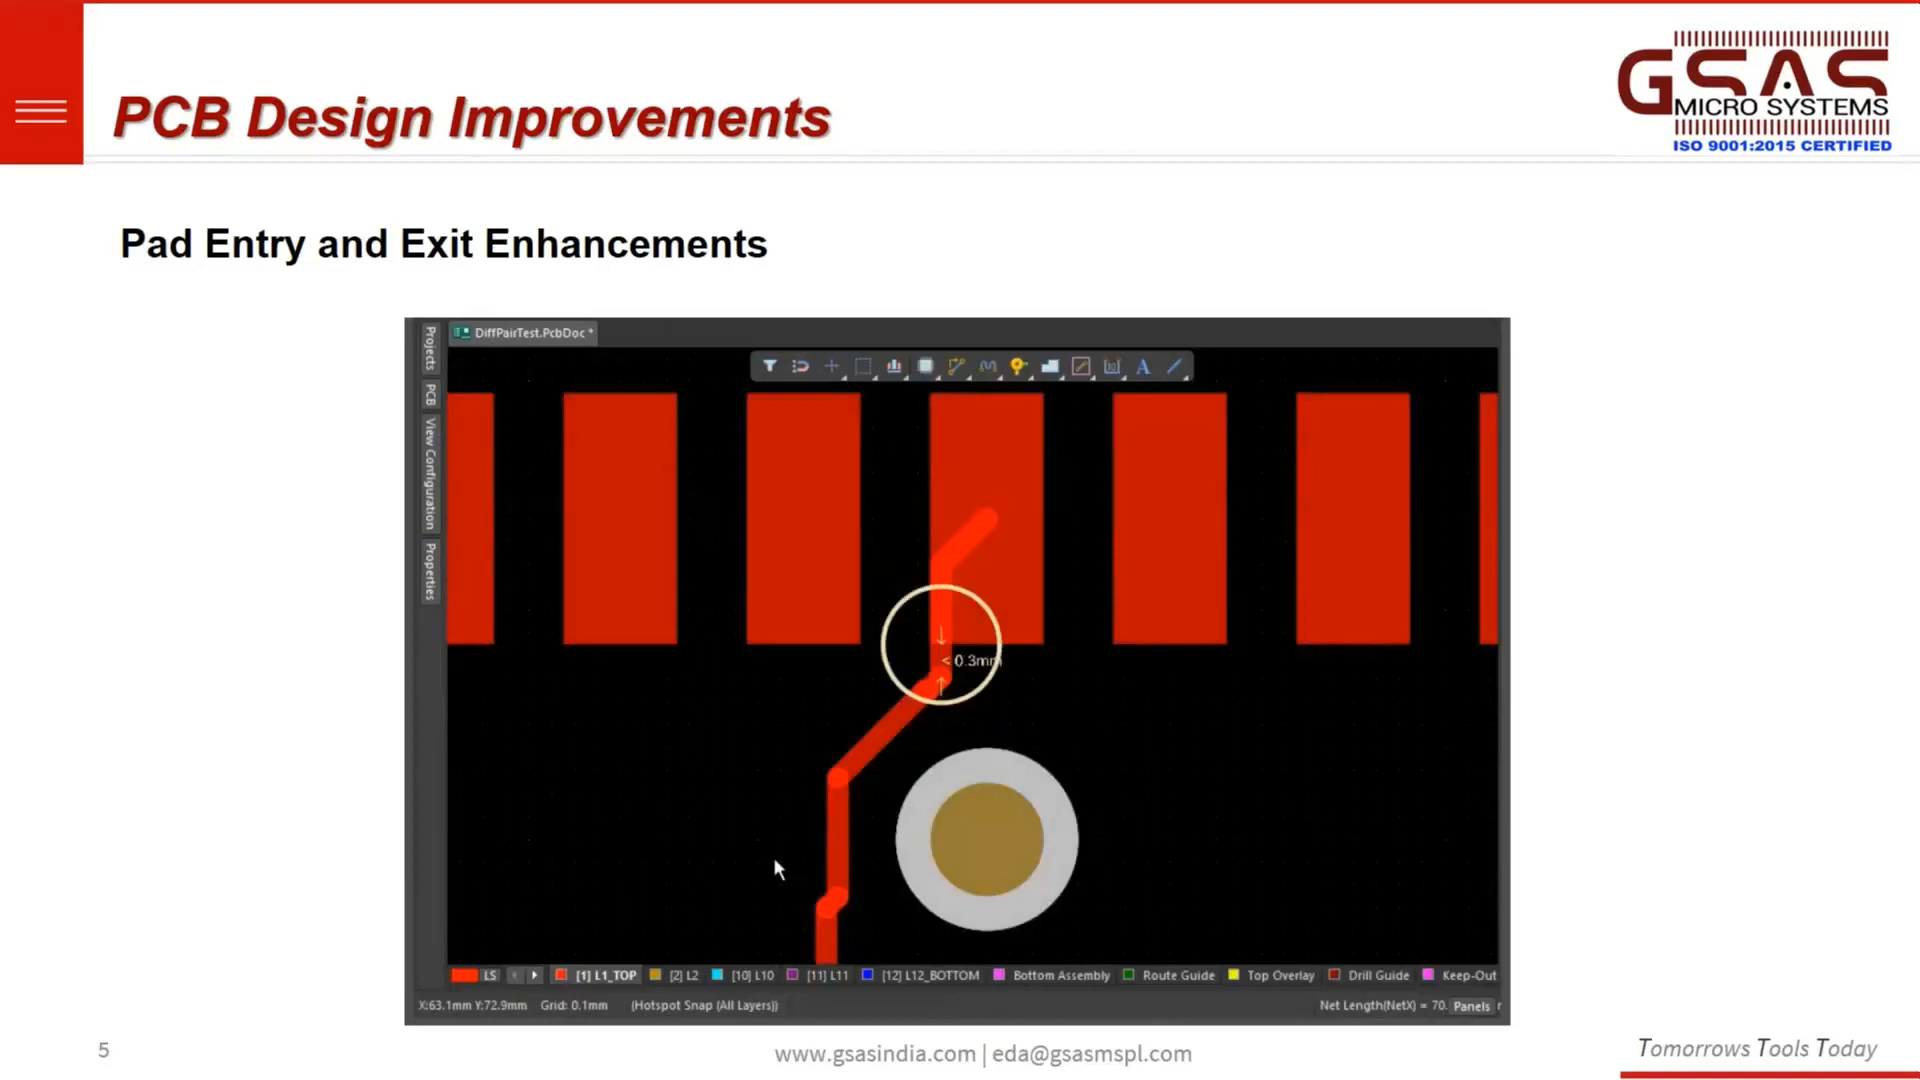 PCB Design Improvements
GSAS
MICRO SYSTEMS
ISO 9001:2015 CERTIFIED
Pad Entry and Exit Enhancements
DiffPairTest.PcbDoc *
Projects
PCB
View Configuration
Properties
A
< 0.3mm
LS
[1] L1_TOP
[2] L2
[10] L10
[11] L11
[12] L12_BOTTOM
Bottom Assembly
Route Guide
Top Overlay
Drill Guide
Keep-Out
X:63.1mm Y:72.9mm Grid: 0.1mm (Hotspot Snap (All Layers))
Net Length(NetX) = 70.
Panels
5
www.gsasindia.com | eda@gsasmspl.com
Tomorrows Tools Today